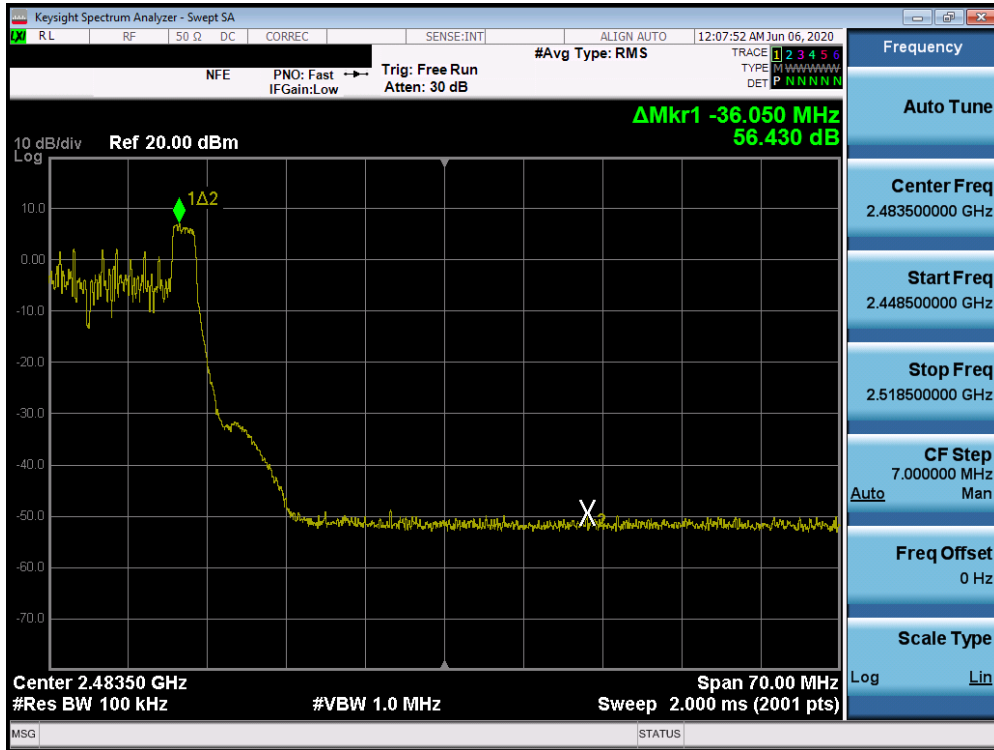 Keysight Spectrum Analyzer - Swept SA
LXI RL RF 50 Ω DC CORREC SENSE:INT ALIGN AUTO 12:07:52 AM Jun 06, 2020
NFE PNO: Fast Trig: Free Run #Avg Type: RMS TRACE 1 2 3 4 5 6
IFGain:Low Atten: 30 dB TYPE M W W W W W
DET P N N N N N
ΔMkr1 -36.050 MHz
56.430 dB
10 dB/div Ref 20.00 dBm
Log
1Δ2
10.0
0.00
-10.0
-20.0
-30.0
-40.0
-50.0
X2
-60.0
-70.0
Center 2.48350 GHz Span 70.00 MHz
#Res BW 100 kHz #VBW 1.0 MHz Sweep 2.000 ms (2001 pts)
MSG STATUS
Frequency
Auto Tune
Center Freq
2.483500000 GHz
Start Freq
2.448500000 GHz
Stop Freq
2.518500000 GHz
CF Step
7.000000 MHz
Auto Man
Freq Offset
0 Hz
Scale Type
Log Lin